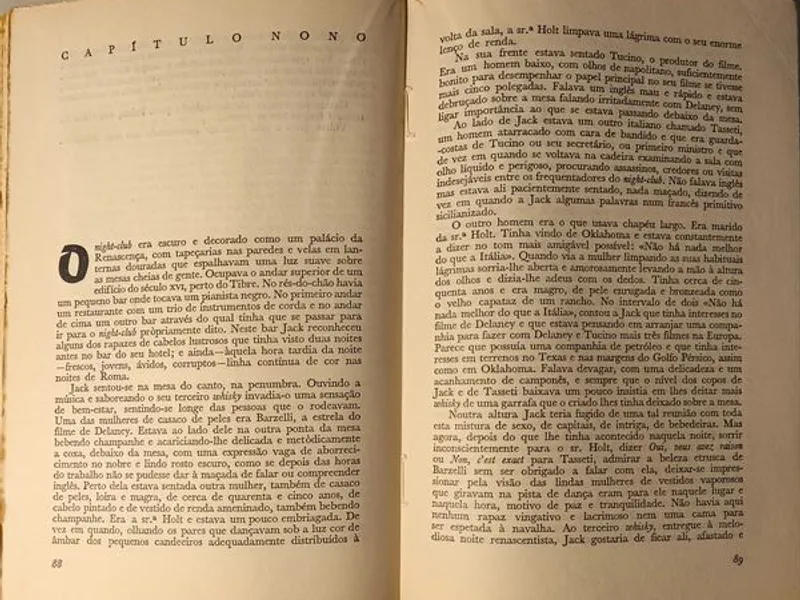 CAPÍTULO NONO
O night-club era escuro e decorado como um palácio da
Renascença, com tapeçarias nas paredes e velas em lan-
ternas douradas que espalhavam uma luz suave sobre
as mesas cheias de gente. Ocupava o andar superior de um
edifício do século XVI, perto do Tibre. No rés-do-chão havia
um pequeno bar onde tocava um pianista negro. No primeiro andar
um restaurante com um trio de instrumentos de corda e no andar
de cima um outro bar através do qual tinha que se passar para
ir para o night-club pròpriamente dito. Neste bar Jack reconheceu
alguns dos rapazes de cabelos lustrosos que tinha visto duas noites
antes no bar do seu hotel; e ainda—àquela hora tardia da noite
—frescos, jovens, ávidos, corruptos—linha contínua de cor nas
noites de Roma.
Jack sentou-se na mesa do canto, na penumbra. Ouvindo a
música e saboreando o seu terceiro whisky invadia-o uma sensação
de bem-estar, sentindo-se longe das pessoas que o rodeavam.
Uma das mulheres de casaco de peles era Barzelli, a estrela do
filme de Delaney. Estava ao lado dele na outra ponta da mesa
bebendo champanhe e acariciando-lhe delicada e metòdicamente
a coxa, debaixo da mesa, com uma expressão vaga de aborreci-
cimento no nobre e lindo rosto escuro, como se depois das horas
do trabalho não se pudesse dar à maçada de falar ou compreender
inglês. Perto dela estava sentada outra mulher, também de casaco
de peles, loira e magra, de cerca de quarenta e cinco anos, de
cabelo pintado e de vestido de renda ameninado, também bebendo
champanhe. Era a sr.ª Holt e estava um pouco embriagada. De
vez em quando, olhando os pares que dançavam sob a luz cor de
âmbar dos pequenos candeeiros adequadamente distribuídos à
88
volta da sala, a sr.ª Holt limpava uma lágrima com o seu enorme
lenço de renda.
Na sua frente estava sentado Tucino, o produtor do filme.
Era um homem baixo, com olhos de napolitano, suficientemente
bonito para desempenhar o papel principal no seu filme se tivesse
mais cinco polegadas. Falava um inglês mau e rápido e estava
debruçado sobre a mesa falando irritadamente com Delaney, sem
ligar importância ao que se estava passando debaixo da mesa.
Ao lado de Jack estava um outro italiano chamado Tasseti,
um homem atarracado com cara de bandido e que era guarda-
-costas de Tucino ou seu secretário, ou primeiro ministro e que
de vez em quando se voltava na cadeira examinando a sala com
olho líquido e perigoso, procurando assassinos, credores ou visitas
indesejáveis entre os frequentadores do night-club. Não falava inglês
mas estava ali pacientemente sentado, nada maçado, dizendo de
vez em quando a Jack algumas palavras num francês primitivo
sicilianizado.
O outro homem era o que usava chapéu largo. Era marido
da sr.ª Holt. Tinha vindo de Oklahoma e estava constantemente
a dizer no tom mais amigável possível: «Não há nada melhor
do que a Itália». Quando via a mulher limpando as suas habituais
lágrimas sorria-lhe aberta e amorosamente levando a mão à altura
dos olhos e dizia-lhe adeus com os dedos. Tinha cerca de cin-
quenta anos e era magro, de pele enrugada e bronzeada como
o velho capataz de um rancho. No intervalo de dois «Não há
nada melhor do que a Itália», contou a Jack que tinha interesses no
filme de Delaney e que estava pensando em arranjar uma compa-
nhia para fazer com Delaney e Tucino mais três filmes na Europa.
Parece que possuía uma companhia de petróleo e que tinha inte-
resses em terrenos no Texas e nas margens do Golfo Pérsico, assim
como em Oklahoma. Falava devagar, com uma delicadeza e um
acanhamento de camponês, e sempre que o nível dos copos de
Jack e de Tasseti baixava um pouco insistia em lhes deitar mais
whisky de uma garrafa que o criado lhes tinha deixado sobre a mesa.
Noutra altura Jack teria fugido de uma tal reunião com toda
esta mistura de sexo, de capitais, de intriga, de bebedeiras. Mas
agora, depois do que lhe tinha acontecido naquela noite, sorrir
inconscientemente para o sr. Holt, dizer Oui, vous avez raison
ou Non, c'est exact para Tasseti, admirar a beleza etrusca de
Barzelli sem ser obrigado a falar com ela, deixar-se impres-
sionar pela visão das lindas mulheres de vestidos vaporosos
que giravam na pista de dança eram para ele naquele lugar e
naquela hora, motivo de paz e tranquilidade. Não havia aqui
nenhum rapaz vingativo e lacrimoso nem uma cama para
ser espetada à navalha. Ao terceiro whisky, entregue à melo-
diosa noite renascentista, Jack gostaria de ficar ali, afastado e
89